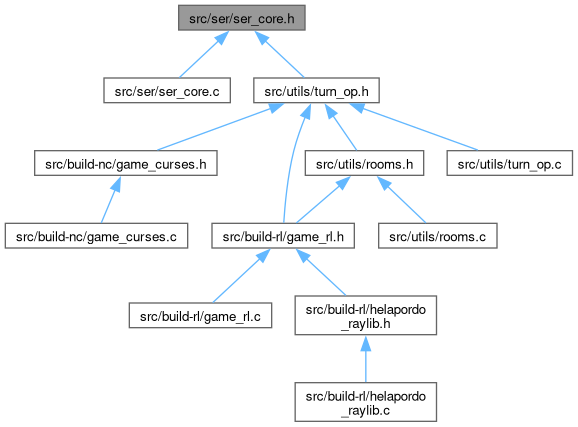 src/ser/ser_core.h
src/ser/ser_core.c
src/utils/turn_op.h
src/build-nc/game_curses.h
src/utils/rooms.h
src/utils/turn_op.c
src/build-nc/game_curses.c
src/build-rl/game_rl.h
src/utils/rooms.c
src/build-rl/game_rl.c
src/build-rl/helapordo
_raylib.h
src/build-rl/helapordo
_raylib.c